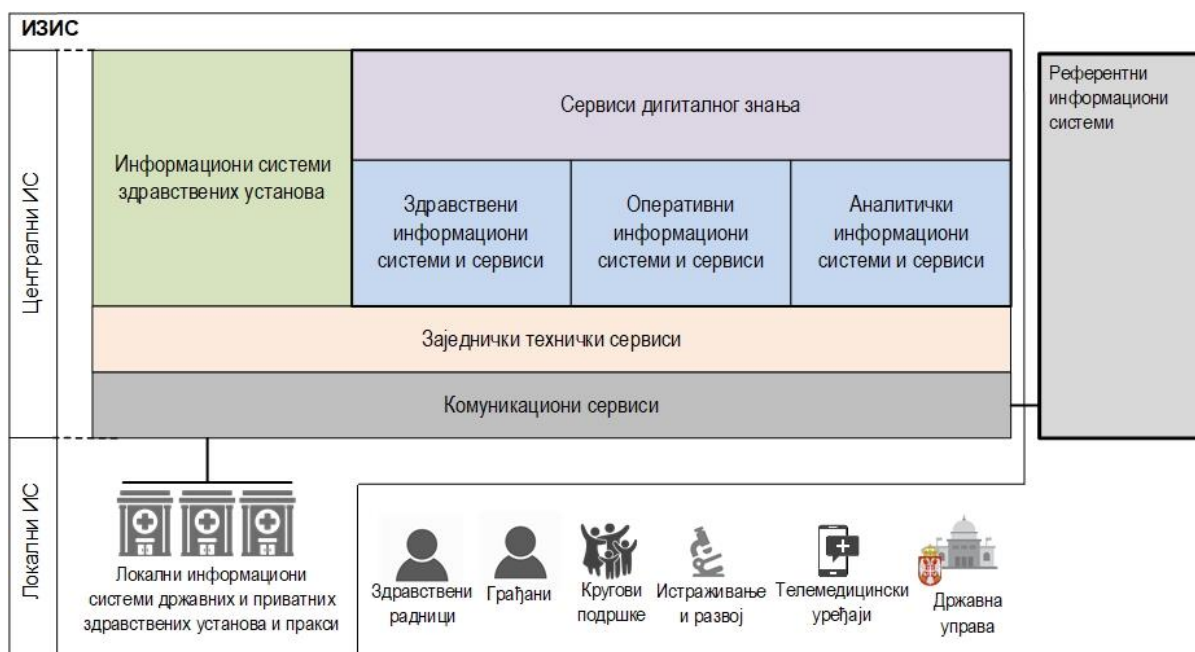 ИЗИС
Централни ИС
Информациони системи
здравствених установа
Сервиси дигиталног знања
Здравствени
информациони
системи и сервиси
Оперативни
информациони
системи и сервиси
Аналитички
информациони
системи и сервиси
Референтни
информациони
системи
Заједнички технички сервиси
Комуникациони сервиси
Локални ИС
Локални информациони
системи државних и приватних
здравствених установа и пракси
Здравствени
радници
Грађани
Кругови
подршке
Истраживање
и развој
Телемедицински
уређаји
Државна
управа